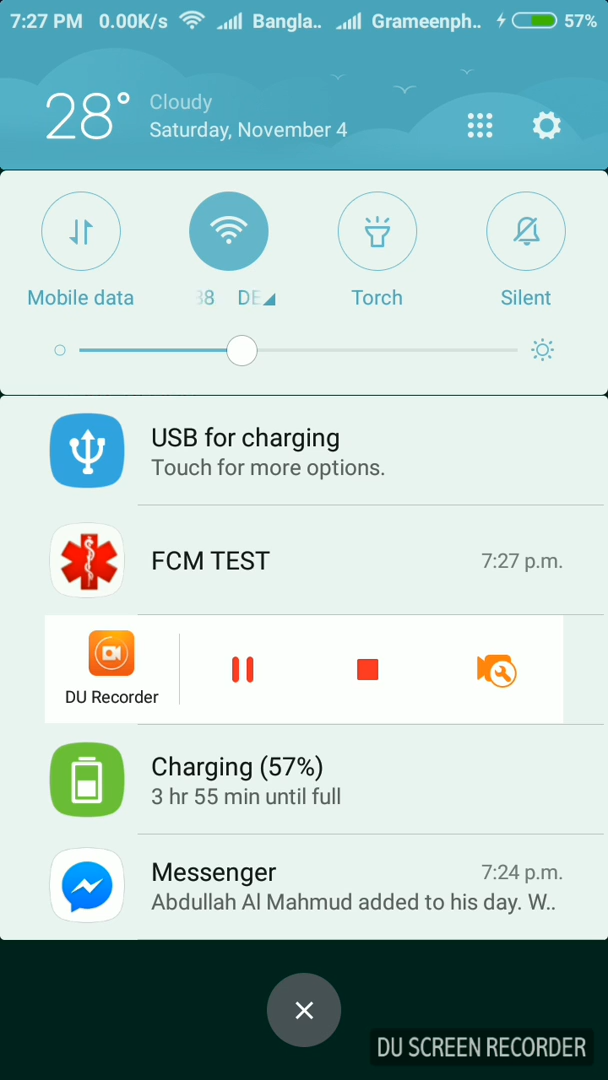 7:27 PM 0.00K/s Bangla.. Grameenph.. 57%
28° Cloudy
Saturday, November 4
Mobile data 38 DE Torch Silent
USB for charging
Touch for more options.
FCM TEST 7:27 p.m.
DU Recorder
Charging (57%)
3 hr 55 min until full
Messenger 7:24 p.m.
Abdullah Al Mahmud added to his day. W..
DU SCREEN RECORDER